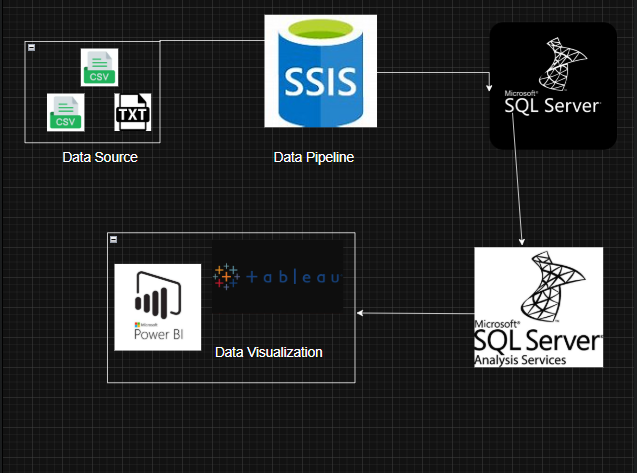 CSV
CSV
TXT
Data Source
SSIS
Data Pipeline
Microsoft®
SQL Server
Microsoft
Power BI
+ableau
Data Visualization
Microsoft®
SQL Server
Analysis Services